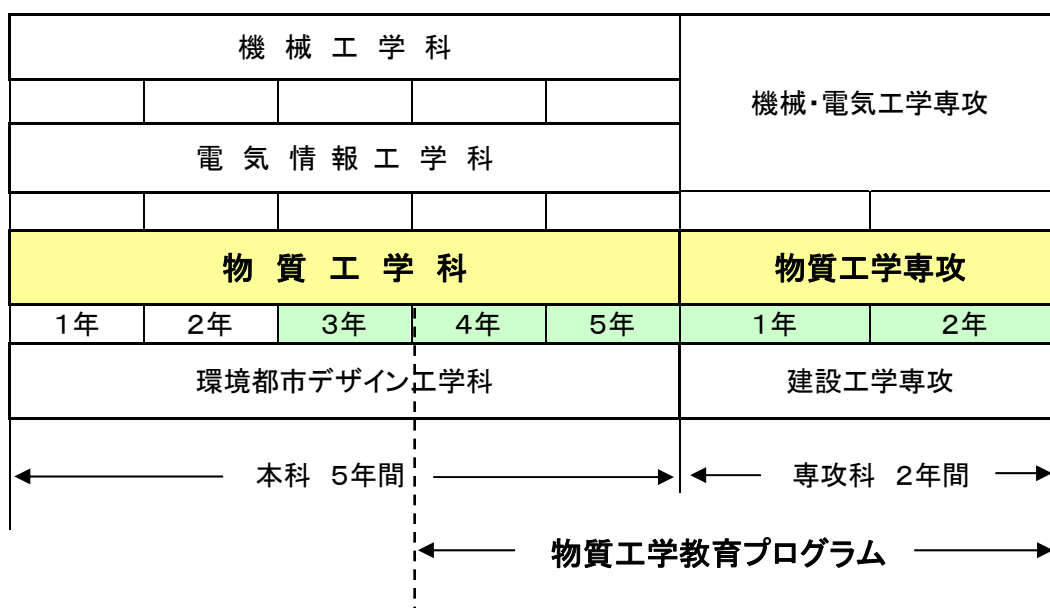 機 械 工 学 科
機械・電気工学専攻
電 気 情 報 工 学 科
物 質 工 学 科 物質工学専攻
1年 2年 3年 4年 5年 1年 2年
環境都市デザイン工学科 建設工学専攻
本科 5年間 専攻科 2年間
物質工学教育プログラム